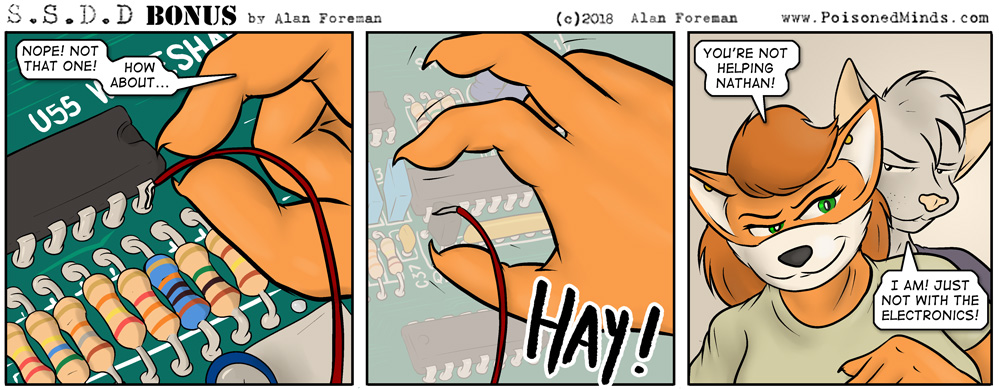 S.S.D.D BONUS by Alan Foreman (c)2018 Alan Foreman www.PoisonedMinds.com
NOPE! NOT
THAT ONE!
HOW
ABOUT...
U55
HAY!
YOU'RE NOT
HELPING
NATHAN!
I AM! JUST
NOT WITH THE
ELECTRONICS!